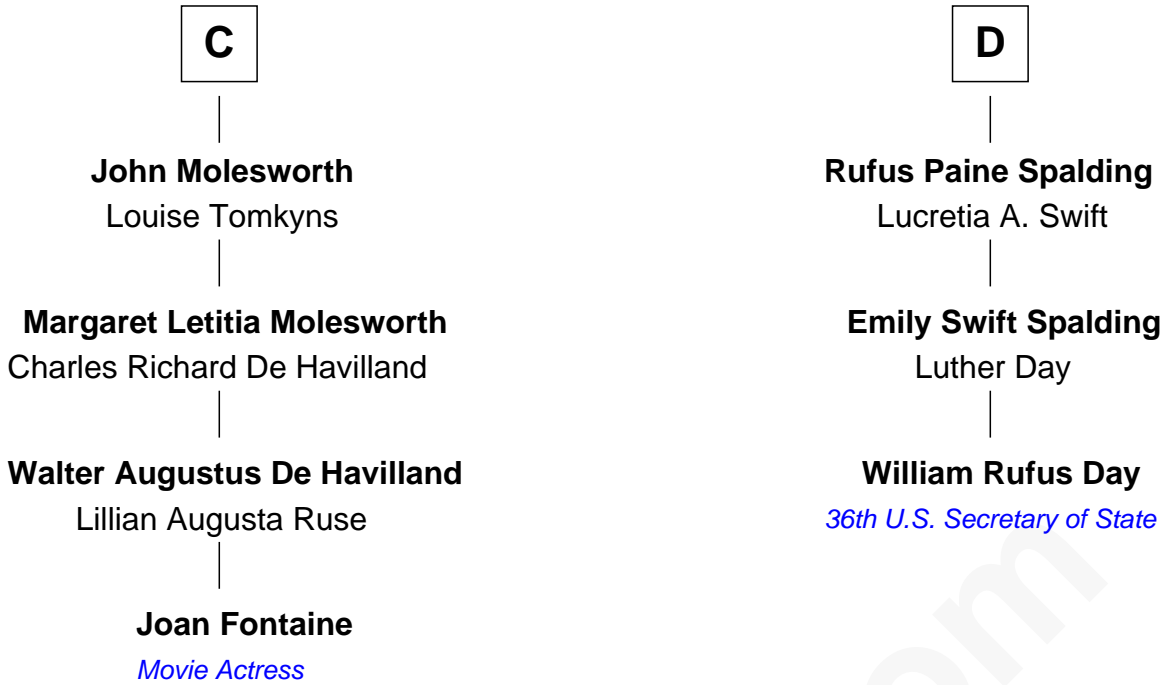 C
John Molesworth
Louise Tomkyns
Margaret Letitia Molesworth
Charles Richard De Havilland
Walter Augustus De Havilland
Lillian Augusta Ruse
Joan Fontaine
Movie Actress
D
Rufus Paine Spalding
Lucretia A. Swift
Emily Swift Spalding
Luther Day
William Rufus Day
36th U.S. Secretary of State
om